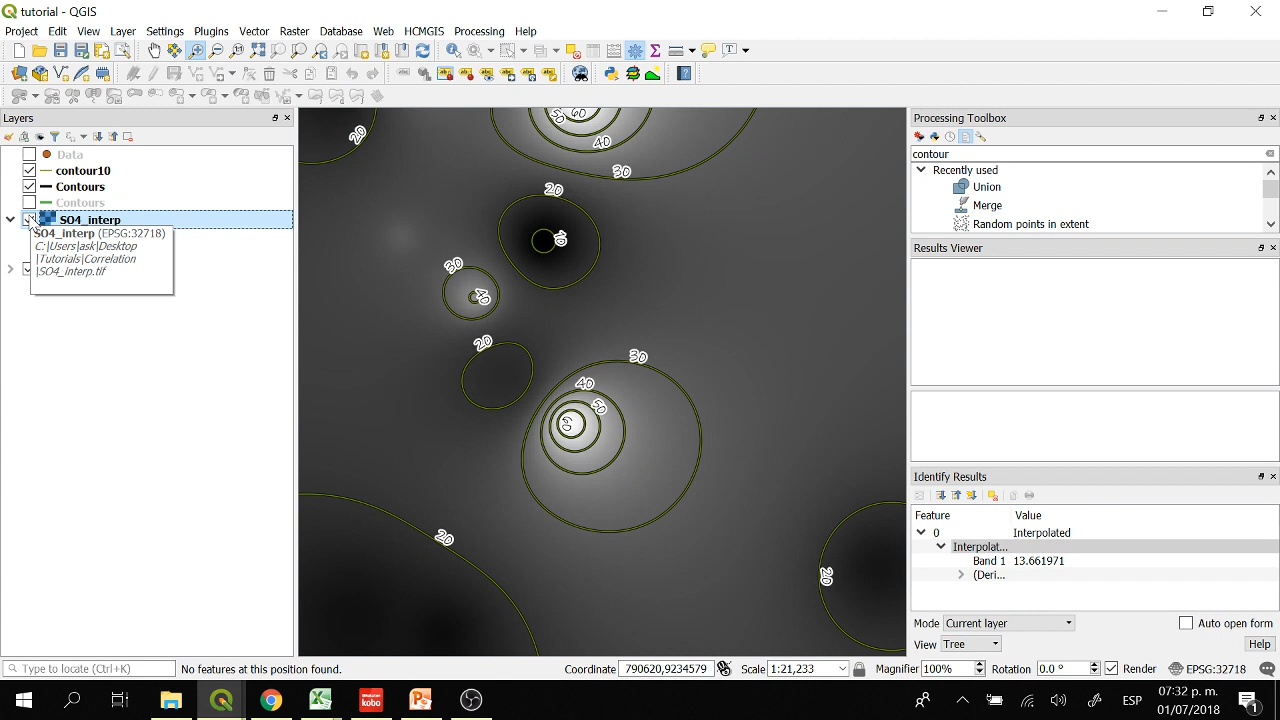 tutorial - QGIS
Project Edit View Layer Settings Plugins Vector Raster Database Web HCMGIS Processing Help
Layers
Data
contour10
Contours
Contours
SO4_interp
SO4_interp (EPSG:32718)
C:|Users|ask|Desktop
|Tutorials|Correlation
|SO4_interp.tif
20
50
60
40
30
20
10
30
40
20
30
40
50
60
20
20
Processing Toolbox
contour
Recently used
Union
Merge
Random points in extent
Results Viewer
Identify Results
Feature Value
0 Interpolated
Interpolat...
Band 1 13.661971
(Deri...
Mode Current layer Auto open form
View Tree Help
Type to locate (Ctrl+K) No features at this position found. Coordinate 790620,9234579 Scale 1:21,233 Magnifier 100% Rotation 0.0 ° Render EPSG:32718
Rakuten
kobo
ESP
07:32 p. m.
01/07/2018
1